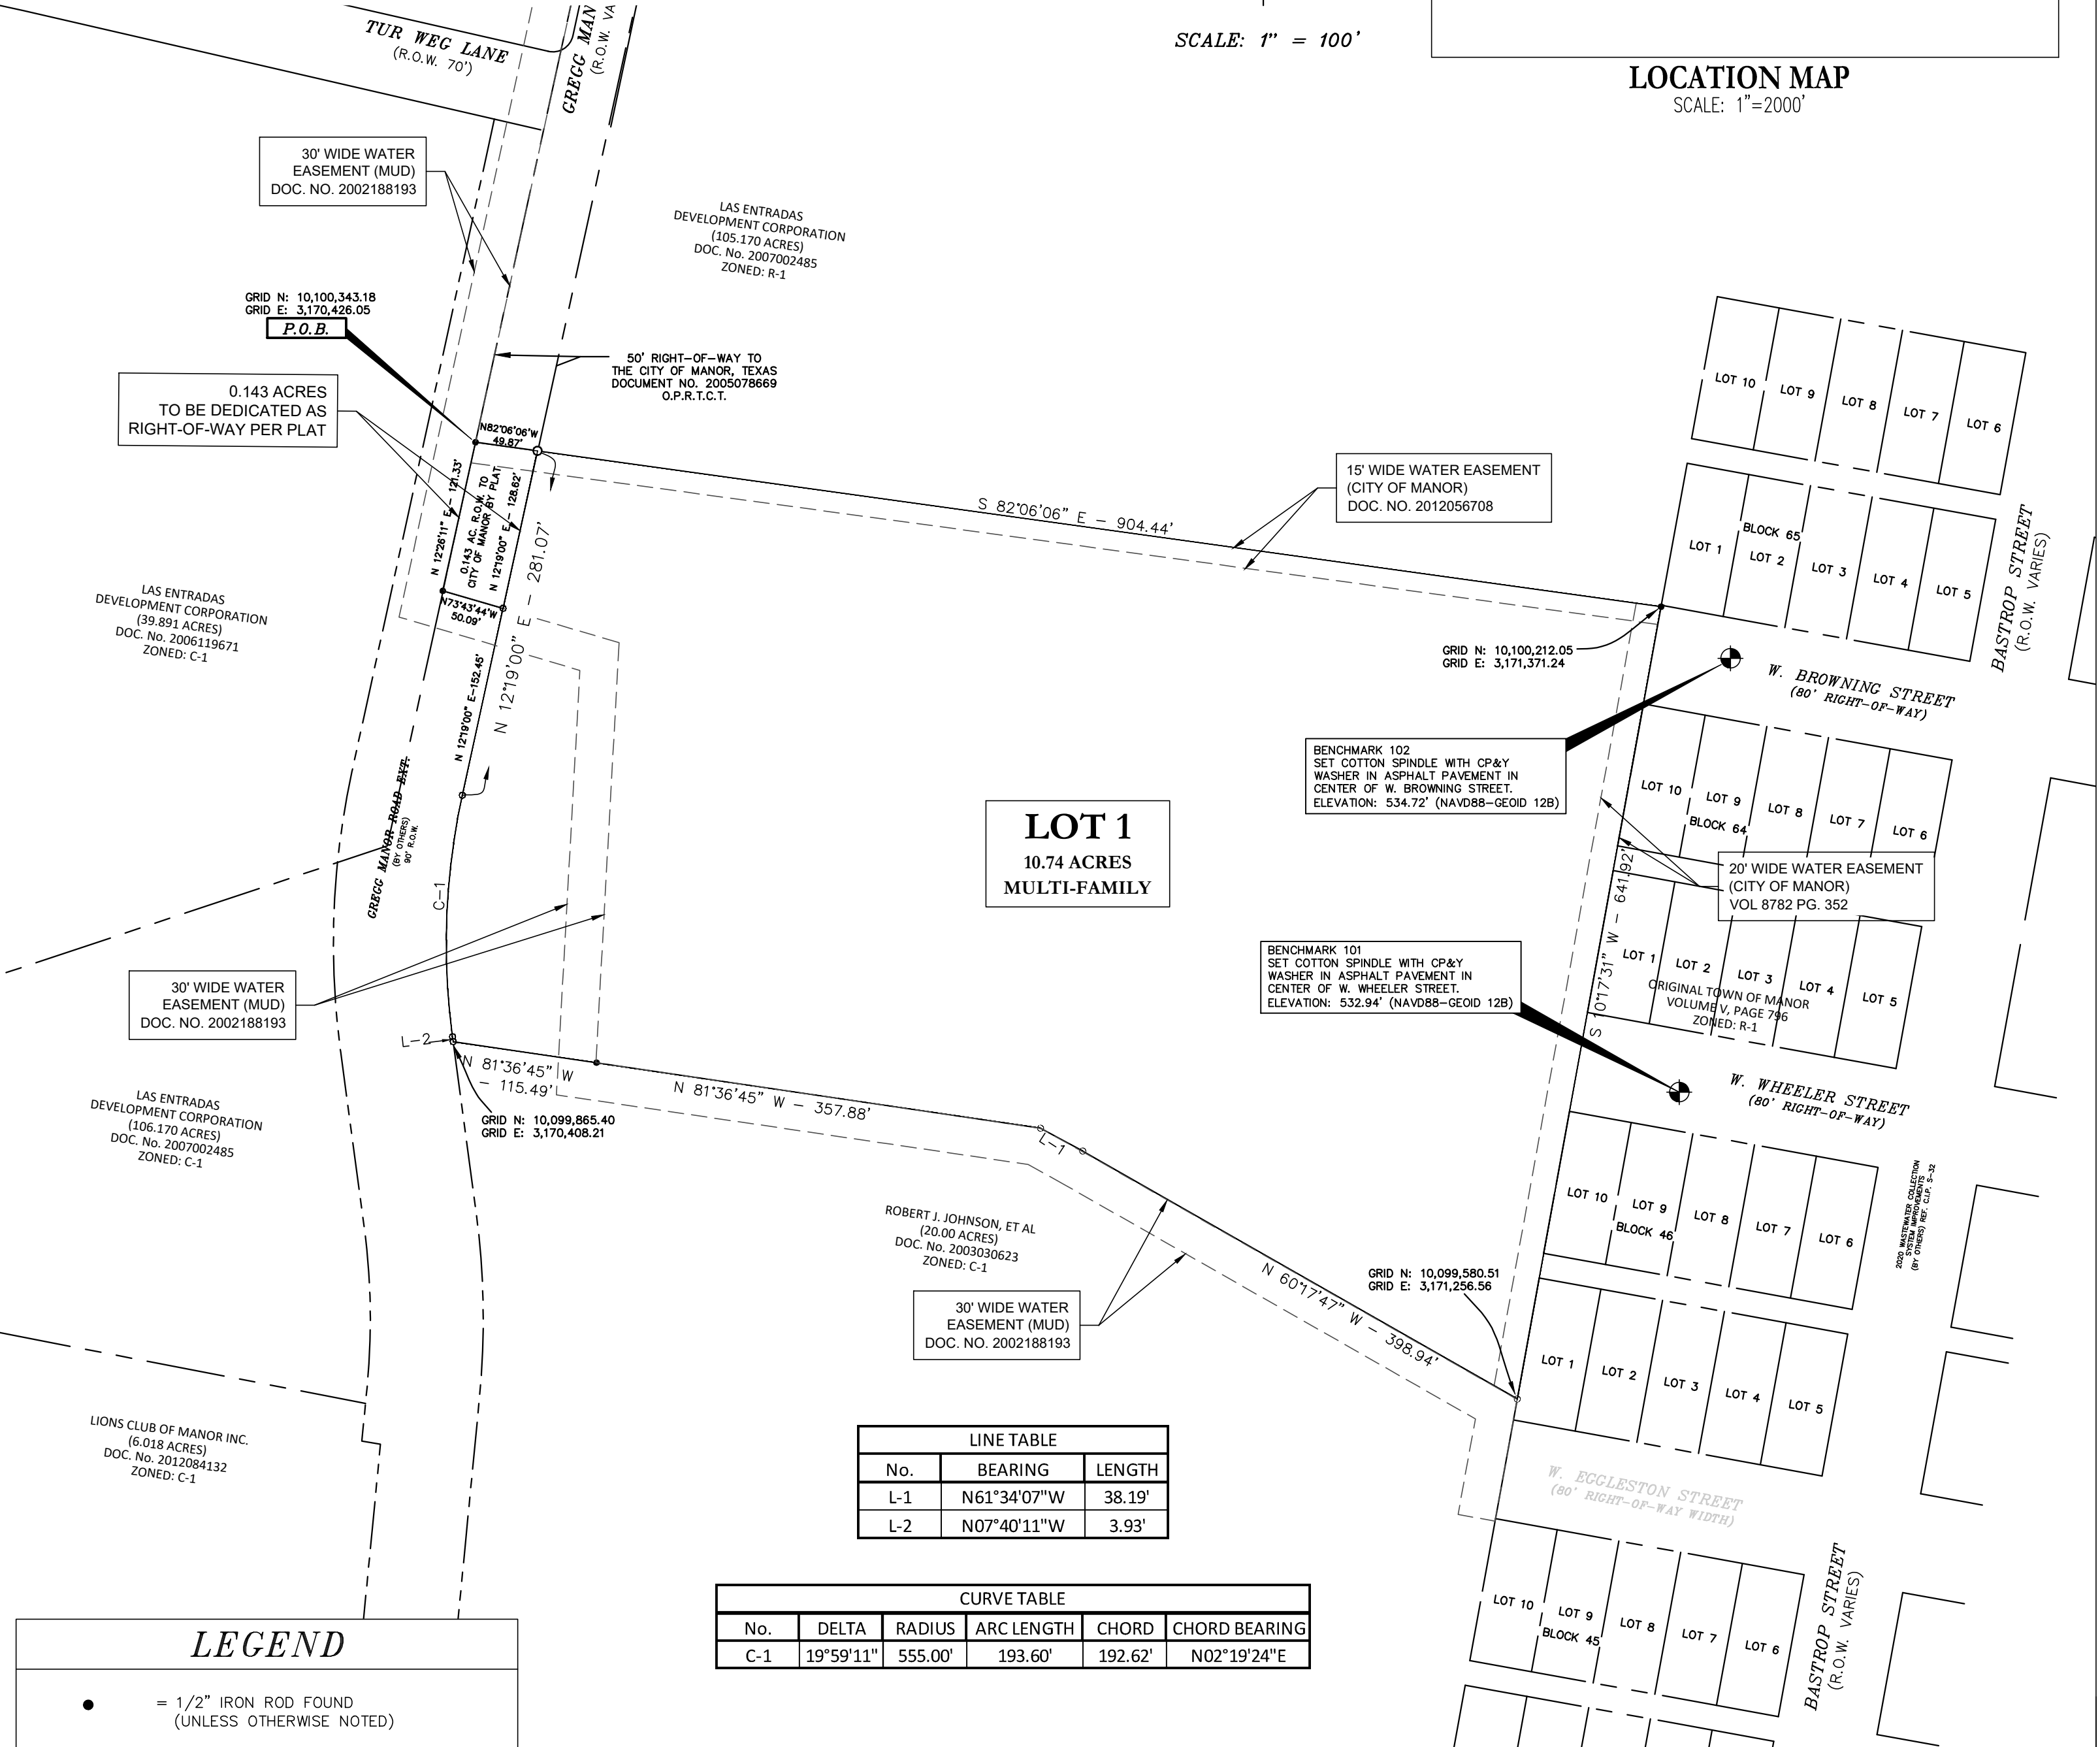 TUR WEG LANE
(R.O.W. 70')
GREGG MAN
(R.O.W. VA
SCALE: 1" = 100'
LOCATION MAP
SCALE: 1"=2000'
30' WIDE WATER
EASEMENT (MUD)
DOC. NO. 2002188193
LAS ENTRADAS
DEVELOPMENT CORPORATION
(105.170 ACRES)
DOC. No. 2007002485
ZONED: R-1
GRID N: 10,100,343.18
GRID E: 3,170,426.05
P.O.B.
50' RIGHT-OF-WAY TO
THE CITY OF MANOR, TEXAS
DOCUMENT NO. 2005078669
O.P.R.T.C.T.
0.143 ACRES
TO BE DEDICATED AS
RIGHT-OF-WAY PER PLAT
N82°06'06"W
49.87'
N 12°26'11" E - 121.33'
0.143 AC. R.O.W. TO
CITY OF MANOR BY PLAT
N 12°19'00" E - 128.62'
N73°43'44"W
50.09'
N 12°19'00" E - 281.07'
N 12°19'00" E-152.45'
S 82°06'06" E - 904.44'
15' WIDE WATER EASEMENT
(CITY OF MANOR)
DOC. NO. 2012056708
LOT 10
LOT 9
LOT 8
LOT 7
LOT 6
LOT 1
BLOCK 65
LOT 2
LOT 3
LOT 4
LOT 5
BASTROP STREET
(R.O.W. VARIES)
GRID N: 10,100,212.05
GRID E: 3,171,371.24
W. BROWNING STREET
(80' RIGHT-OF-WAY)
LAS ENTRADAS
DEVELOPMENT CORPORATION
(39.891 ACRES)
DOC. No. 2006119671
ZONED: C-1
BENCHMARK 102
SET COTTON SPINDLE WITH CP&Y
WASHER IN ASPHALT PAVEMENT IN
CENTER OF W. BROWNING STREET.
ELEVATION: 534.72' (NAVD88-GEOID 12B)
LOT 10
LOT 9
BLOCK 64
LOT 8
LOT 7
LOT 6
GREGG MANOR ROAD EXT.
(BY OTHERS)
90' R.O.W.
C-1
LOT 1
10.74 ACRES
MULTI-FAMILY
20' WIDE WATER EASEMENT
(CITY OF MANOR)
VOL 8782 PG. 352
S 10°17'31" W - 641.92'
LOT 1
LOT 2
LOT 3
LOT 4
LOT 5
ORIGINAL TOWN OF MANOR
VOLUME V, PAGE 796
ZONED: R-1
BENCHMARK 101
SET COTTON SPINDLE WITH CP&Y
WASHER IN ASPHALT PAVEMENT IN
CENTER OF W. WHEELER STREET.
ELEVATION: 532.94' (NAVD88-GEOID 12B)
30' WIDE WATER
EASEMENT (MUD)
DOC. NO. 2002188193
L-2
N 81°36'45" W
- 115.49'
N 81°36'45" W - 357.88'
L-1
GRID N: 10,099,865.40
GRID E: 3,170,408.21
W. WHEELER STREET
(80' RIGHT-OF-WAY)
LAS ENTRADAS
DEVELOPMENT CORPORATION
(106.170 ACRES)
DOC. No. 2007002485
ZONED: C-1
LOT 10
LOT 9
BLOCK 46
LOT 8
LOT 7
LOT 6
2020 WASTEWATER COLLECTION
SYSTEM IMPROVEMENTS
(BY OTHERS) REF. C.I.P. S-32
ROBERT J. JOHNSON, ET AL
(20.00 ACRES)
DOC. No. 2003030623
ZONED: C-1
30' WIDE WATER
EASEMENT (MUD)
DOC. NO. 2002188193
N 60°17'47" W - 398.94'
GRID N: 10,099,580.51
GRID E: 3,171,256.56
LOT 1
LOT 2
LOT 3
LOT 4
LOT 5
LIONS CLUB OF MANOR INC.
(6.018 ACRES)
DOC. No. 2012084132
ZONED: C-1
W. EGGLESTON STREET
(80' RIGHT-OF-WAY WIDTH)
LINE TABLE
No. BEARING LENGTH
L-1 N61°34'07"W 38.19'
L-2 N07°40'11"W 3.93'
LOT 10
LOT 9
BLOCK 45
LOT 8
LOT 7
LOT 6
BASTROP STREET
(R.O.W. VARIES)
CURVE TABLE
No. DELTA RADIUS ARC LENGTH CHORD CHORD BEARING
C-1 19°59'11" 555.00' 193.60' 192.62' N02°19'24"E
LEGEND
= 1/2" IRON ROD FOUND
(UNLESS OTHERWISE NOTED)